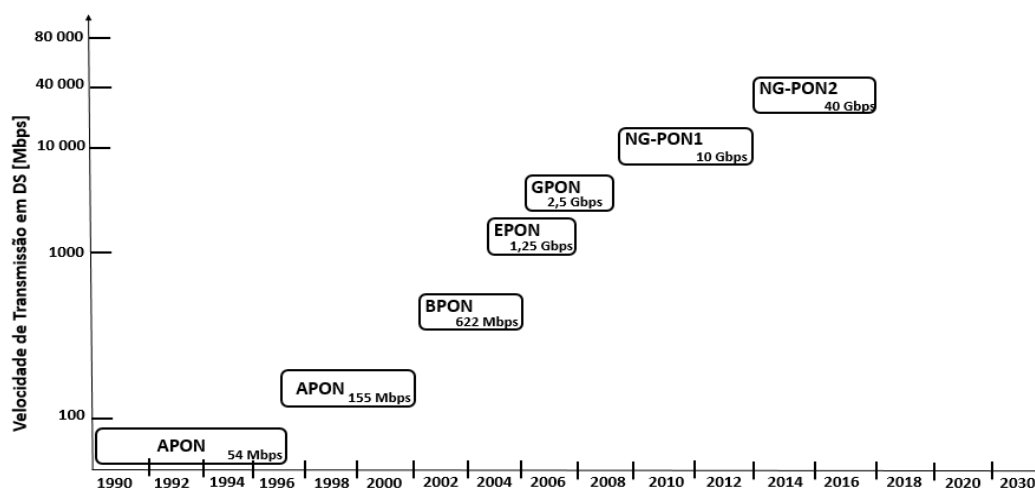 Velocidade de Transmissão em DS [Mbps]
80 000
40 000
10 000
1000
100
NG-PON2
40 Gbps
NG-PON1
10 Gbps
GPON
2,5 Gbps
EPON
1,25 Gbps
BPON
622 Mbps
APON
155 Mbps
APON
54 Mbps
1990 1992 1994 1996 1998 2000 2002 2004 2006 2008 2010 2012 2014 2016 2018 2020 2030